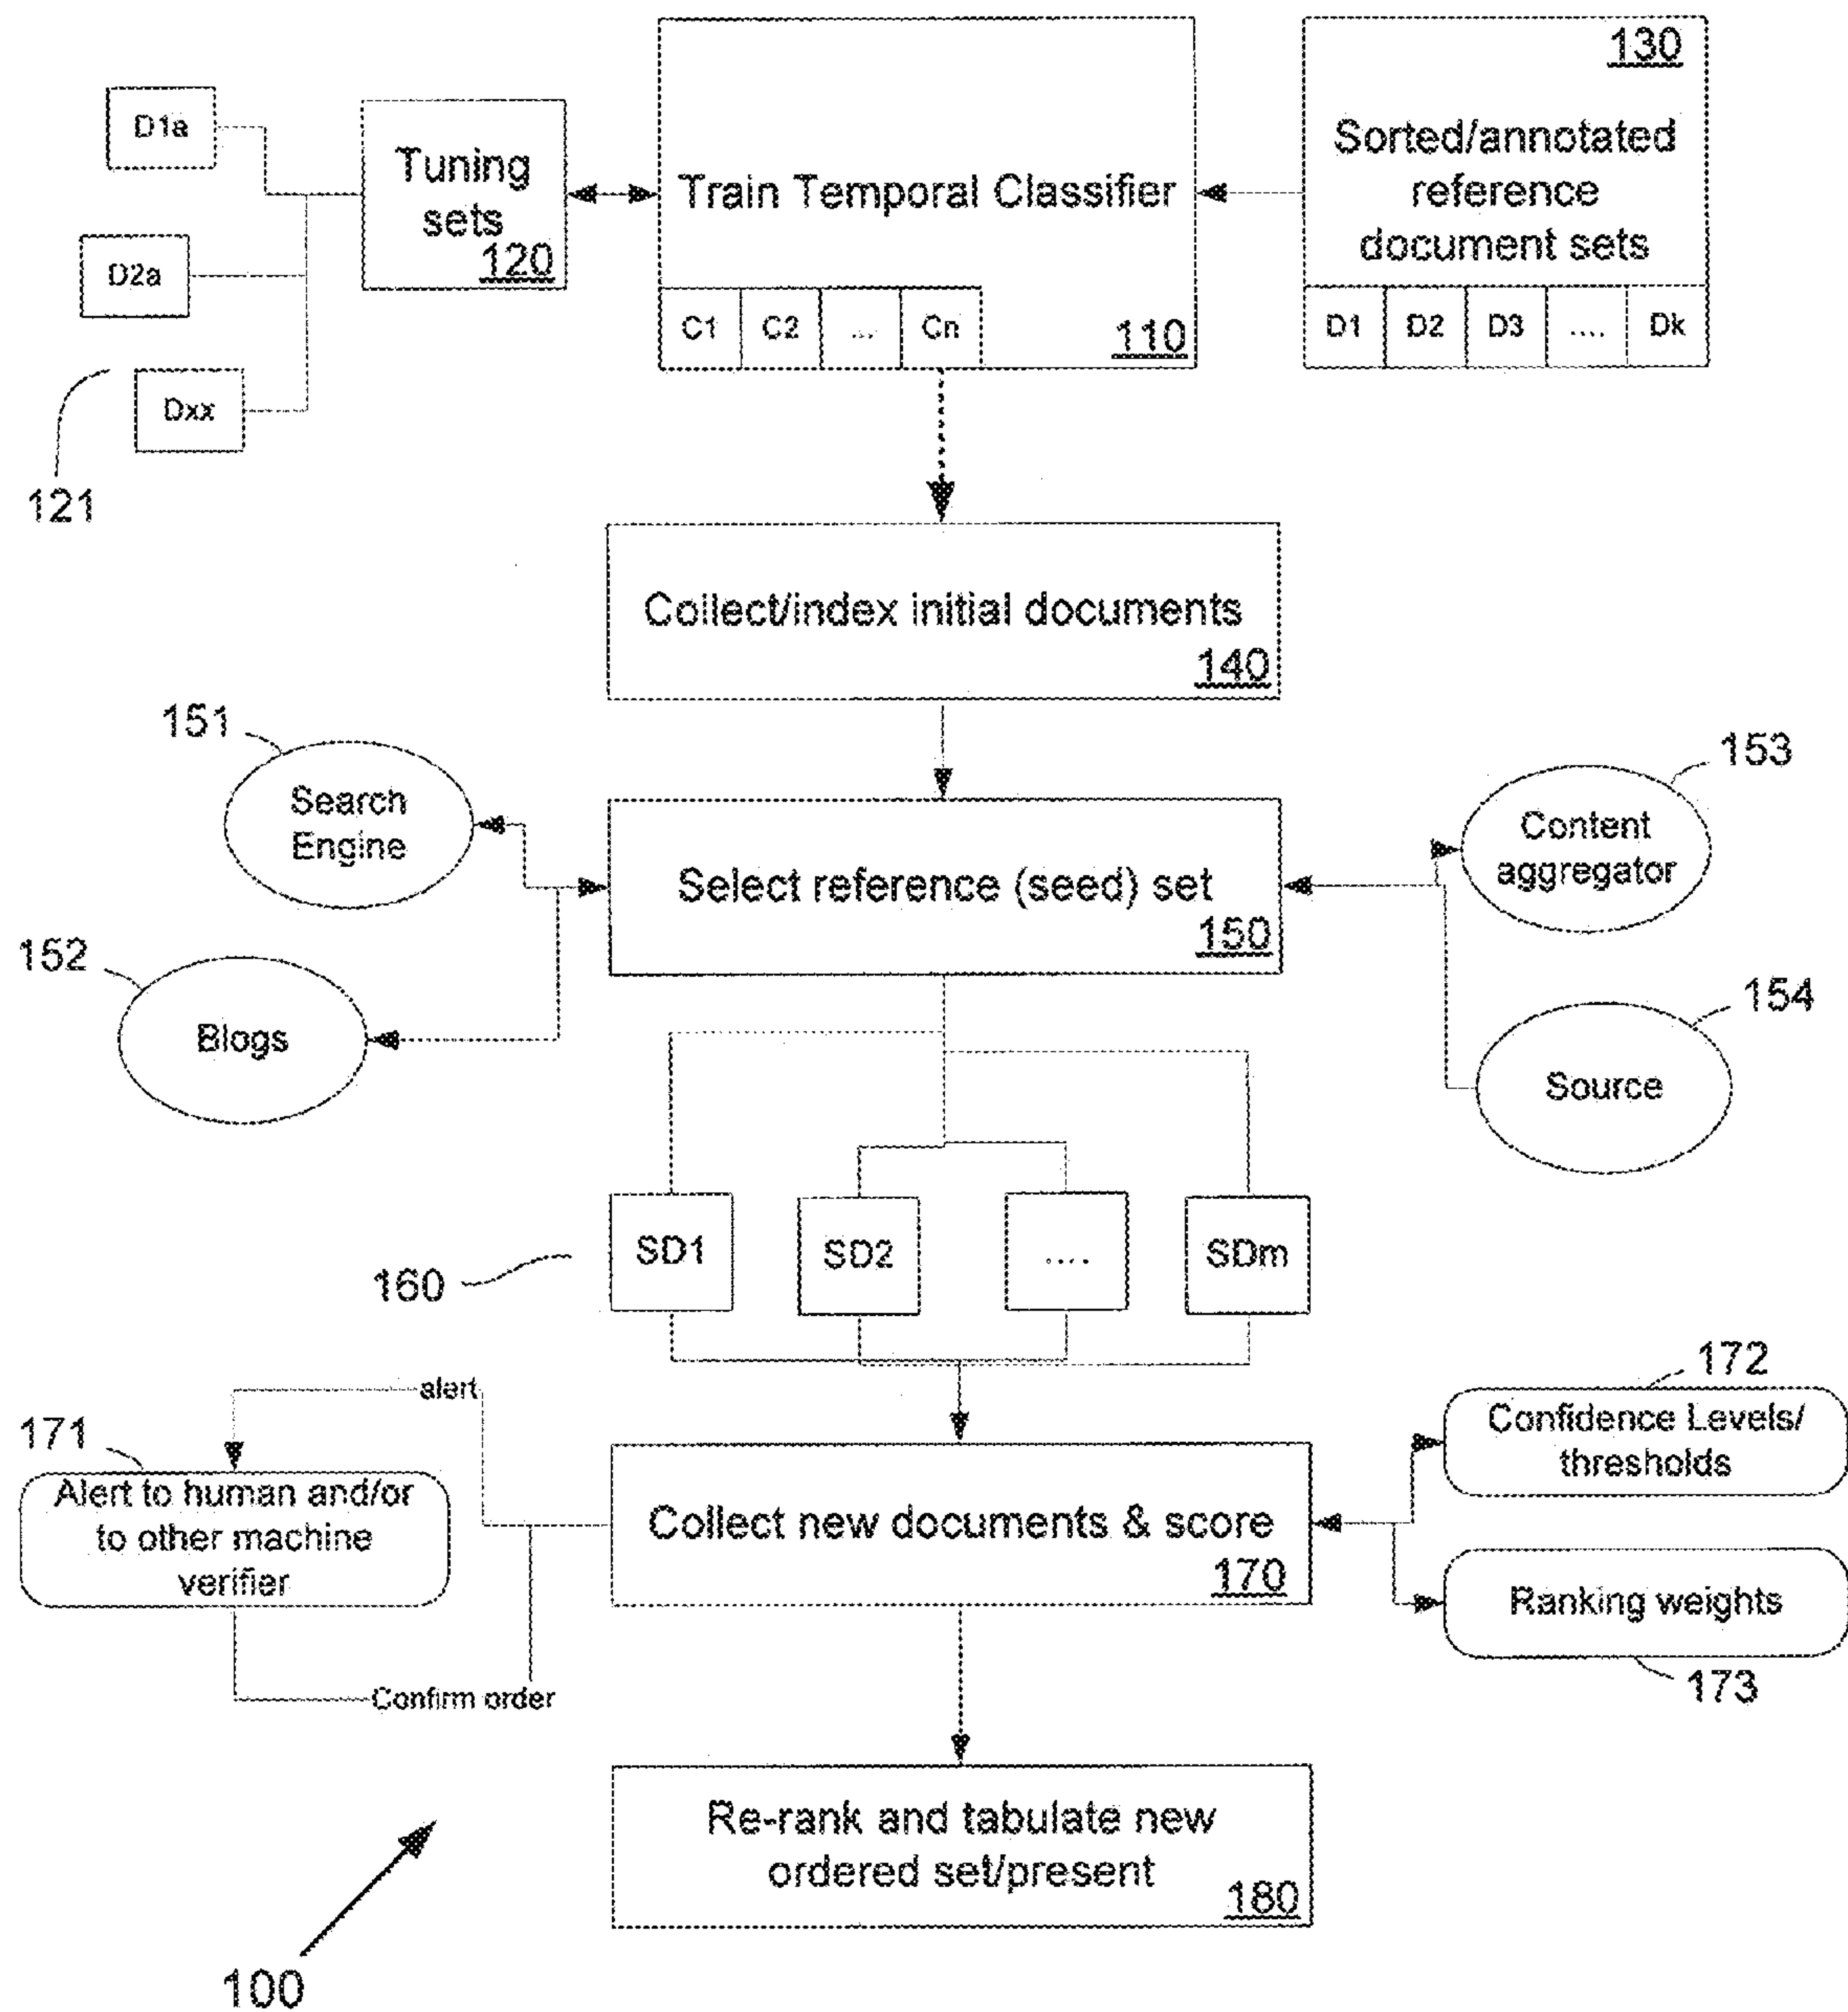 130
D1a
Tuning
sets
120
Train Temporal Classifier
Sorted/annotated
reference
document sets
D2a
C1 C2 ... Cn
110
D1 D2 D3 .... Dk
Dxx
121
Collect/index initial documents
140
151
Search
Engine
153
Content
aggregator
Select reference (seed) set
150
152
Blogs
154
Source
160
SD1 SD2 .... SDm
alert
171
Alert to human and/or
to other machine
verifier
172
Confidence Levels/
thresholds
Collect new documents & score
170
Ranking weights
173
Confirm order
Re-rank and tabulate new
ordered set/present
180
100